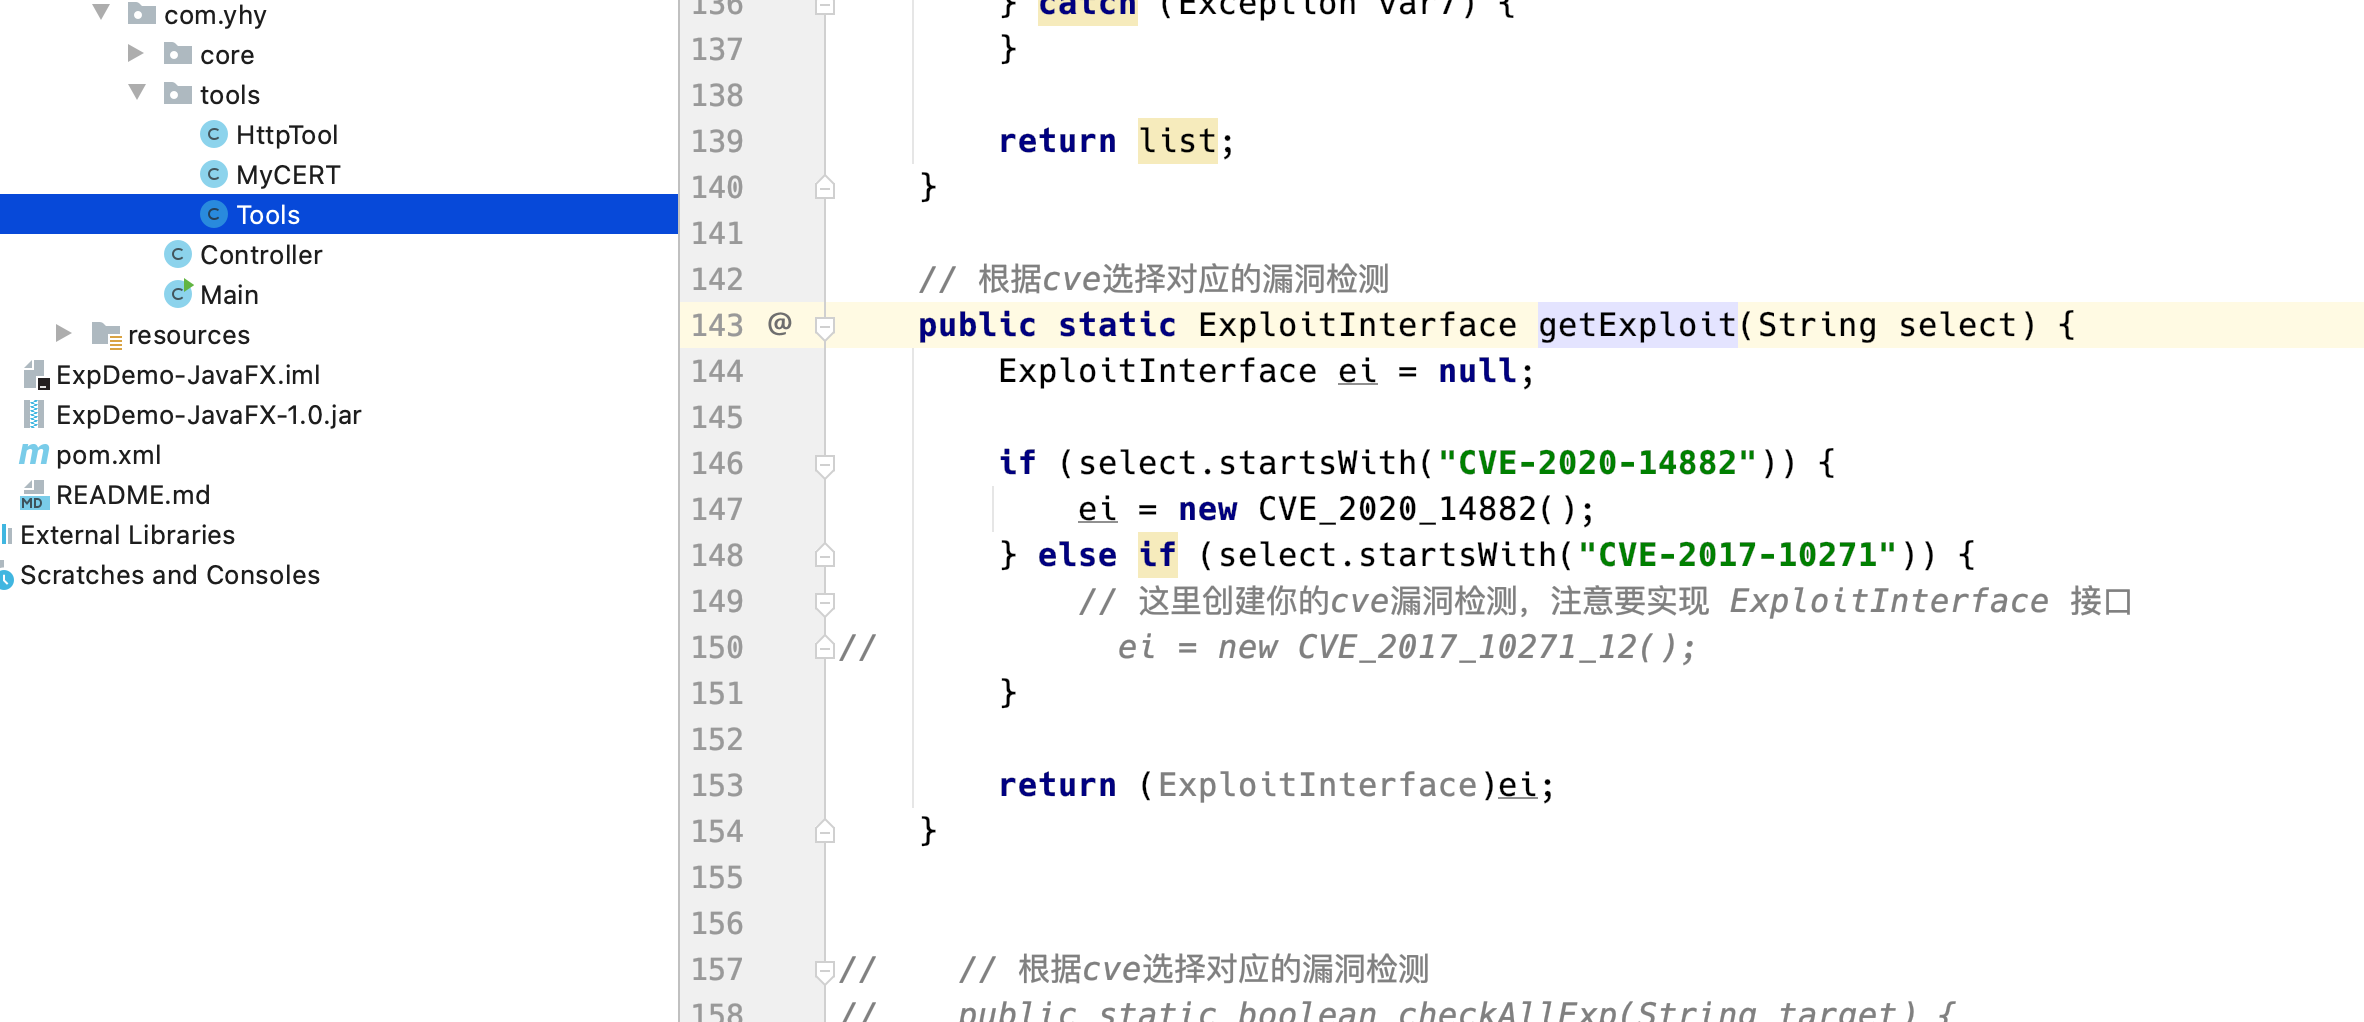 com.yhy
core
tools
HttpTool
MyCERT
Tools
Controller
Main
resources
ExpDemo-JavaFX.iml
ExpDemo-JavaFX-1.0.jar
m pom.xml
MD README.md
External Libraries
Scratches and Consoles
136 } catch (Exception var7) {
137 }
138
139 return list;
140 }
141
142 // 根据cve选择对应的漏洞检测
143 @ public static ExploitInterface getExploit(String select) {
144 ExploitInterface ei = null;
145
146 if (select.startsWith("CVE-2020-14882")) {
147 ei = new CVE_2020_14882();
148 } else if (select.startsWith("CVE-2017-10271")) {
149 // 这里创建你的cve漏洞检测，注意要实现 ExploitInterface 接口
150 // ei = new CVE_2017_10271_12();
151 }
152
153 return (ExploitInterface)ei;
154 }
155
156
157 // // 根据cve选择对应的漏洞检测
158 // public static boolean checkAllExp(String target) {